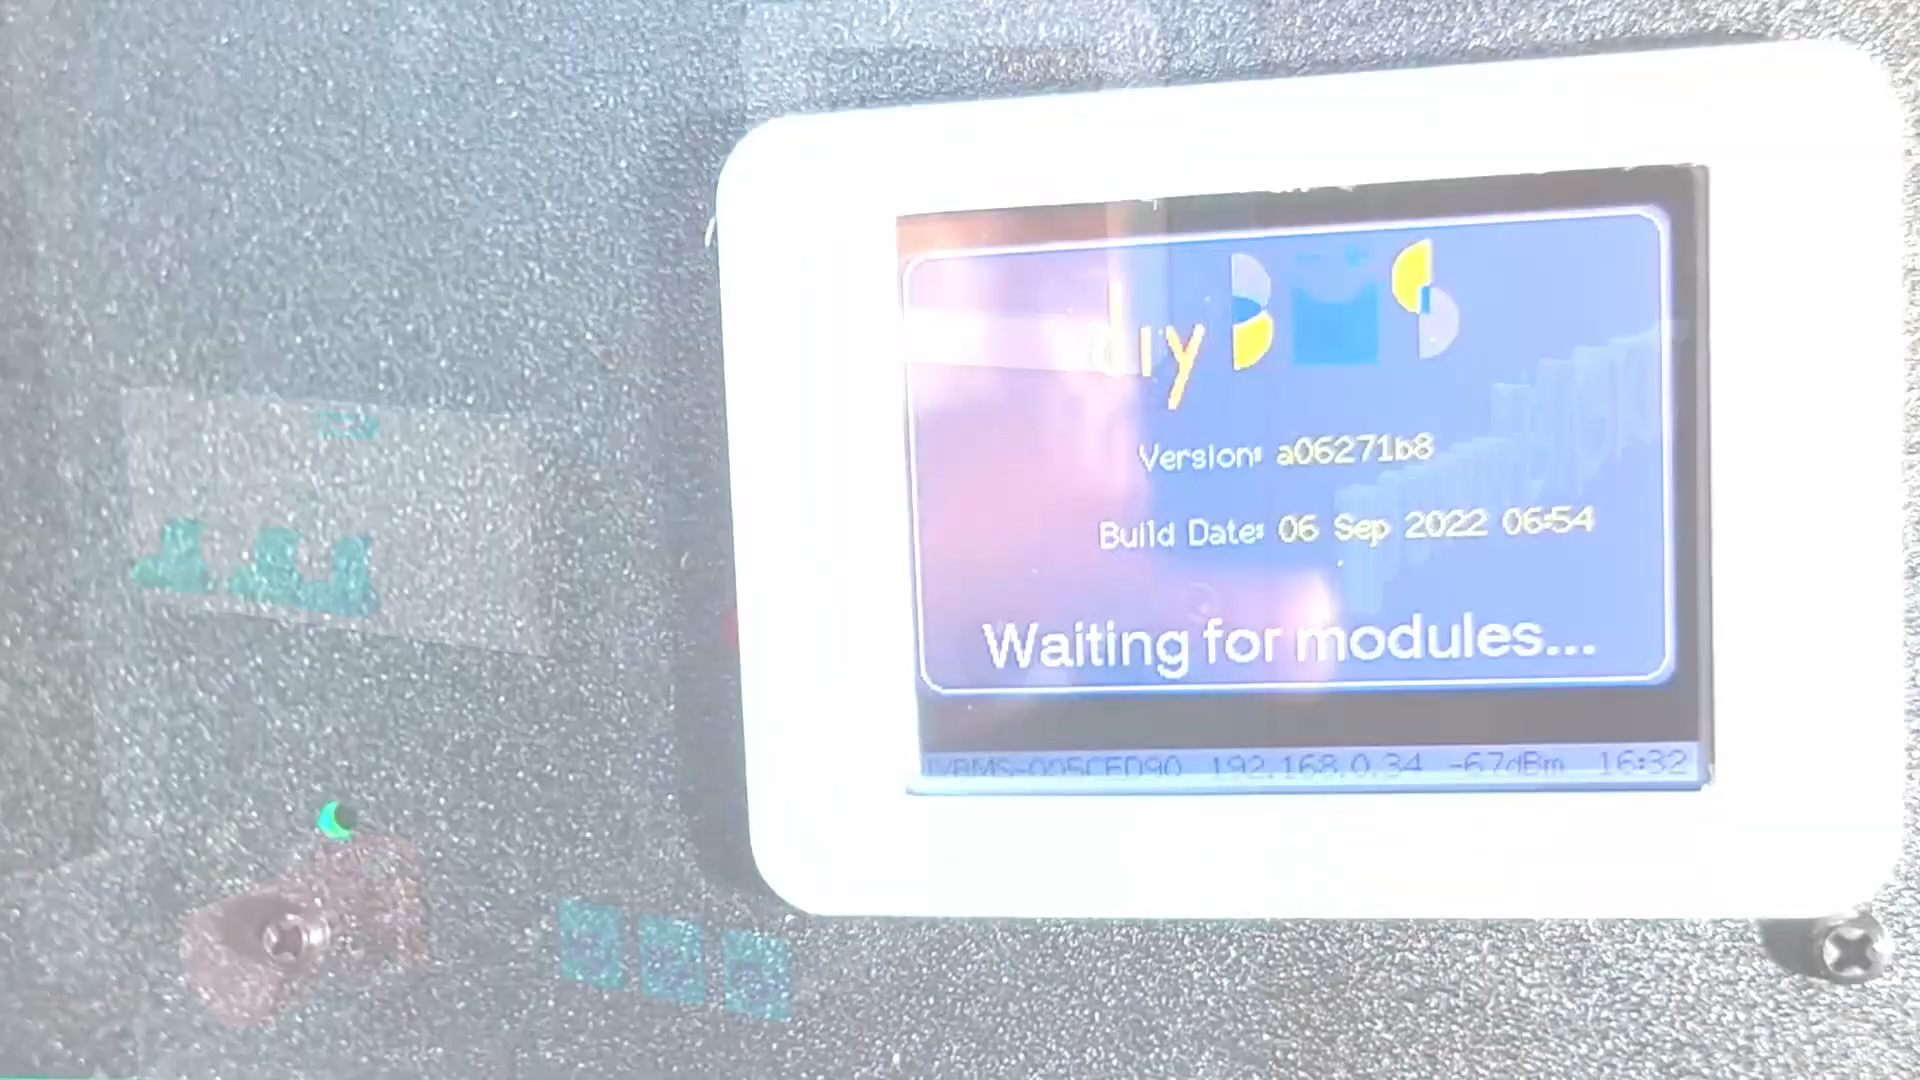 diyBMS
Version: a06271b8
Build Date: 06 Sep 2022 06:54
Waiting for modules...
192.168.0.34 -67dBm 16:32